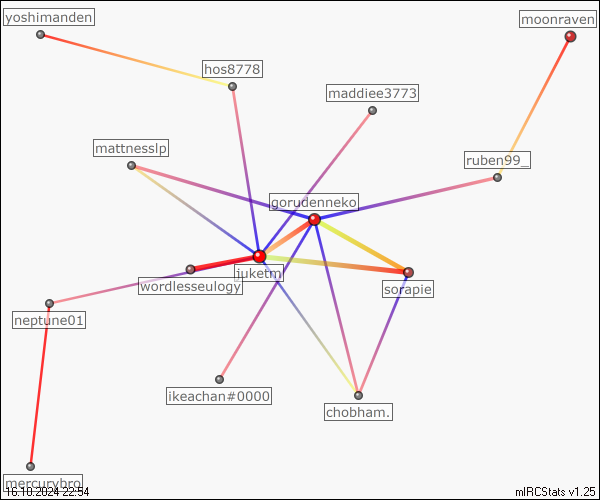 yoshimanden
moonraven
hos8778
maddiee3773
mattnesslp
ruben99_
gorudenneko
juketm
wordlesseulogy
sorapie
neptune01
ikeachan#0000
chobham.
mercurybro
16.10.2024 22:54
mIRCStats v1.25